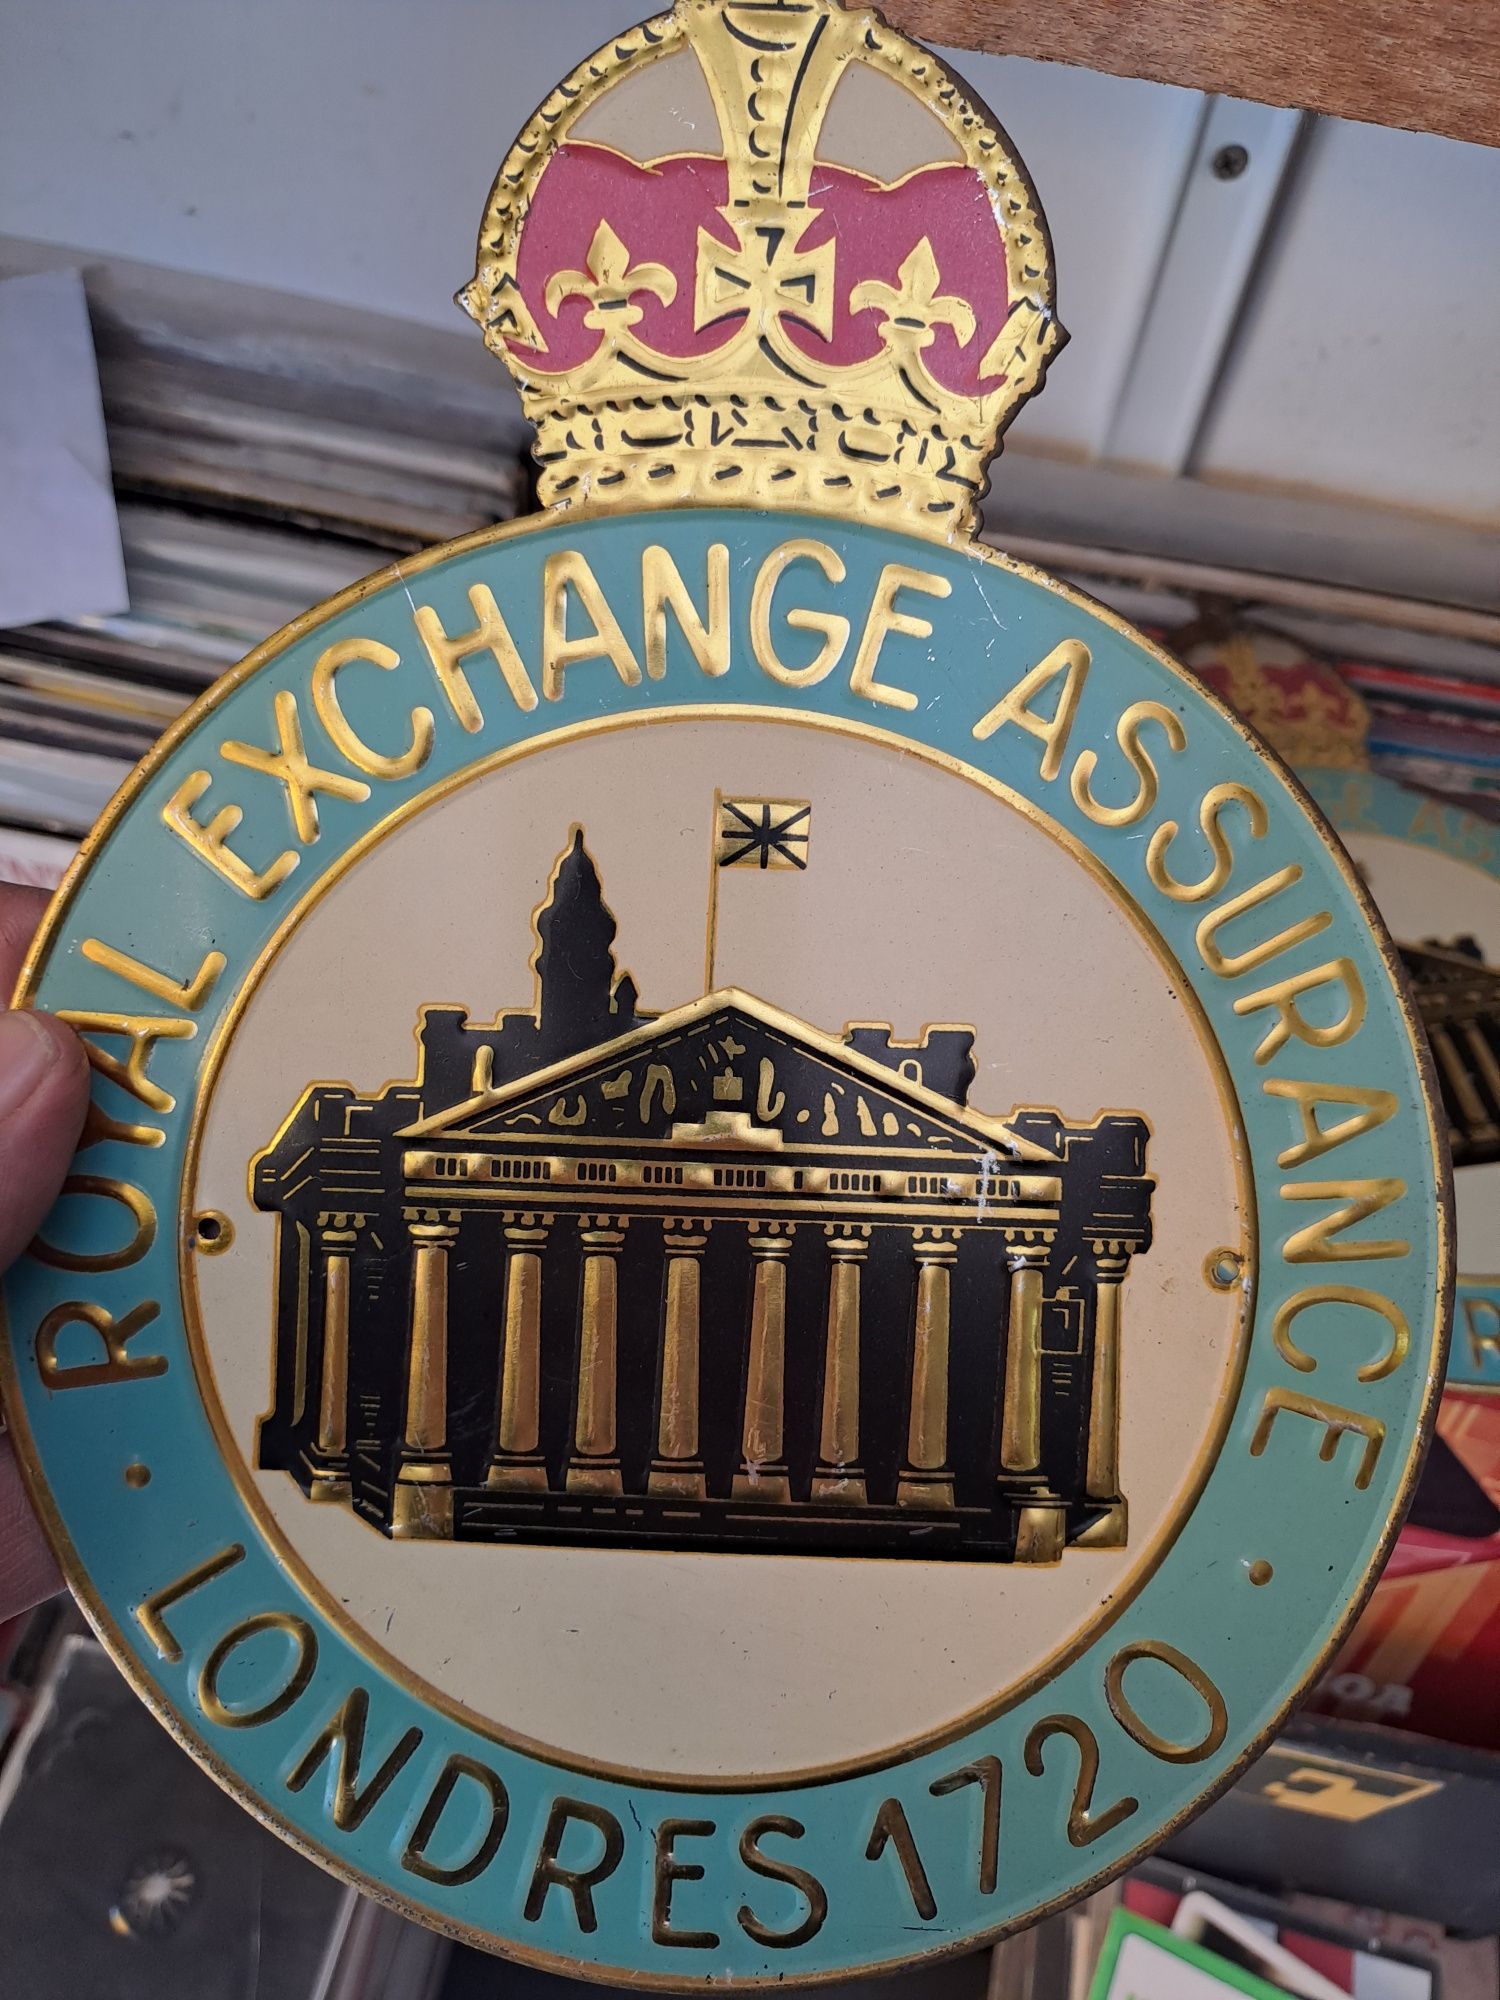 ROYAL EXCHANGE ASSURANCE
· LONDRES 1720 ·